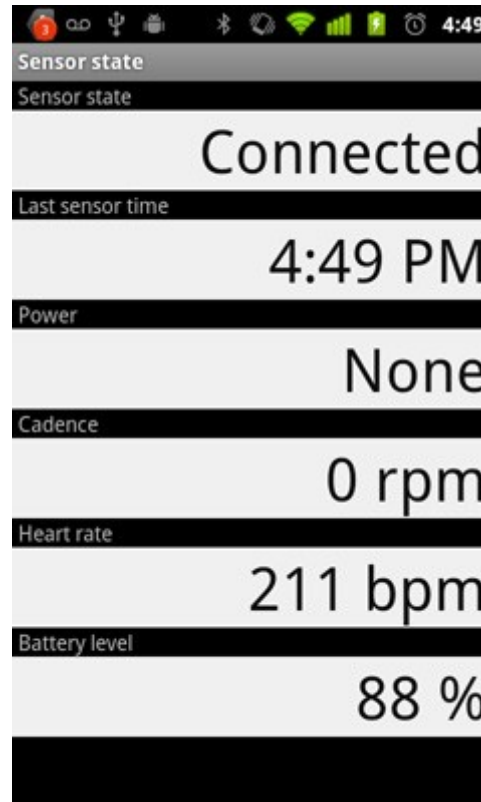 3
4:49
Sensor state
Sensor state
Connected
Last sensor time
4:49 PM
Power
None
Cadence
0 rpm
Heart rate
211 bpm
Battery level
88 %